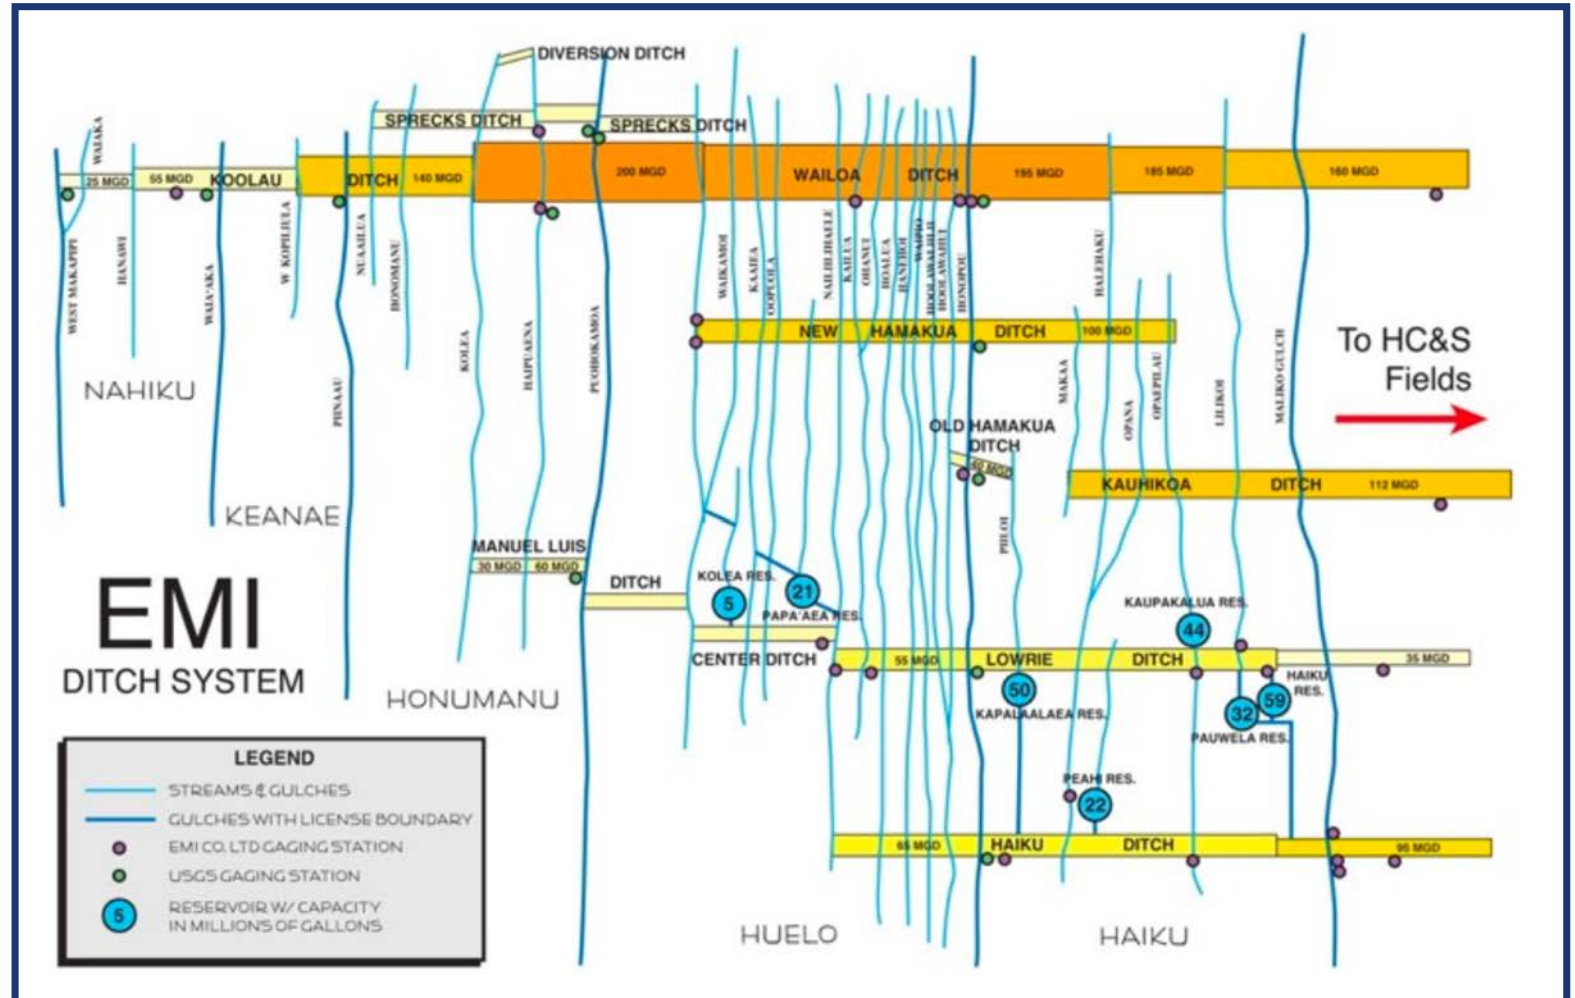 DIVERSION DITCH
SPRECKS DITCH
SPRECKS DITCH
WAIAKA
25 MGD
55 MGD
KOOLAU
DITCH
140 MGD
200 MGD
WAILOA
DITCH
195 MGD
185 MGD
160 MGD
WEST MAKAPIPI
HANAWI
WAIA'AKA
W KOPILIULA
PIINAAU
NUAAILUA
HONOMANU
KOLEA
HAIPUAENA
PUOHOKAMOA
WAIKAMOI
KAAIEA
OOPUOLA
NAILIILIHAELE
KAILUA
OHANUI
HOALUA
HANEHOI
WAIPIO
HOOLAWALIILII
HOOLAWANUI
HONOPOU
HALEHAKU
NEW HAMAKUA DITCH
100 MGD
MAKAA
OPANA
OPAEPILAU
LILIKOI
MALIKO GULCH
To HC&S
Fields
NAHIKU
KEANAE
OLD HAMAKUA
DITCH
40 MGD
PIILOI
KAUHIKOA DITCH
112 MGD
MANUEL LUIS
30 MGD
60 MGD
DITCH
KOLEA RES.
5
21
PAPA'AEA RES.
CENTER DITCH
KAUPAKALUA RES.
44
55 MGD
LOWRIE DITCH
35 MGD
50
KAPALAALAEA RES.
HAIKU
RES.
59
32
PAUWELA RES.
PEAHI RES.
22
65 MGD
HAIKU DITCH
95 MGD
HONUMANU
HUELO
HAIKU
EMI
DITCH SYSTEM
LEGEND
STREAMS & GULCHES
GULCHES WITH LICENSE BOUNDARY
EMI CO. LTD GAGING STATION
USGS GAGING STATION
5
RESERVOIR W/ CAPACITY
IN MILLIONS OF GALLONS